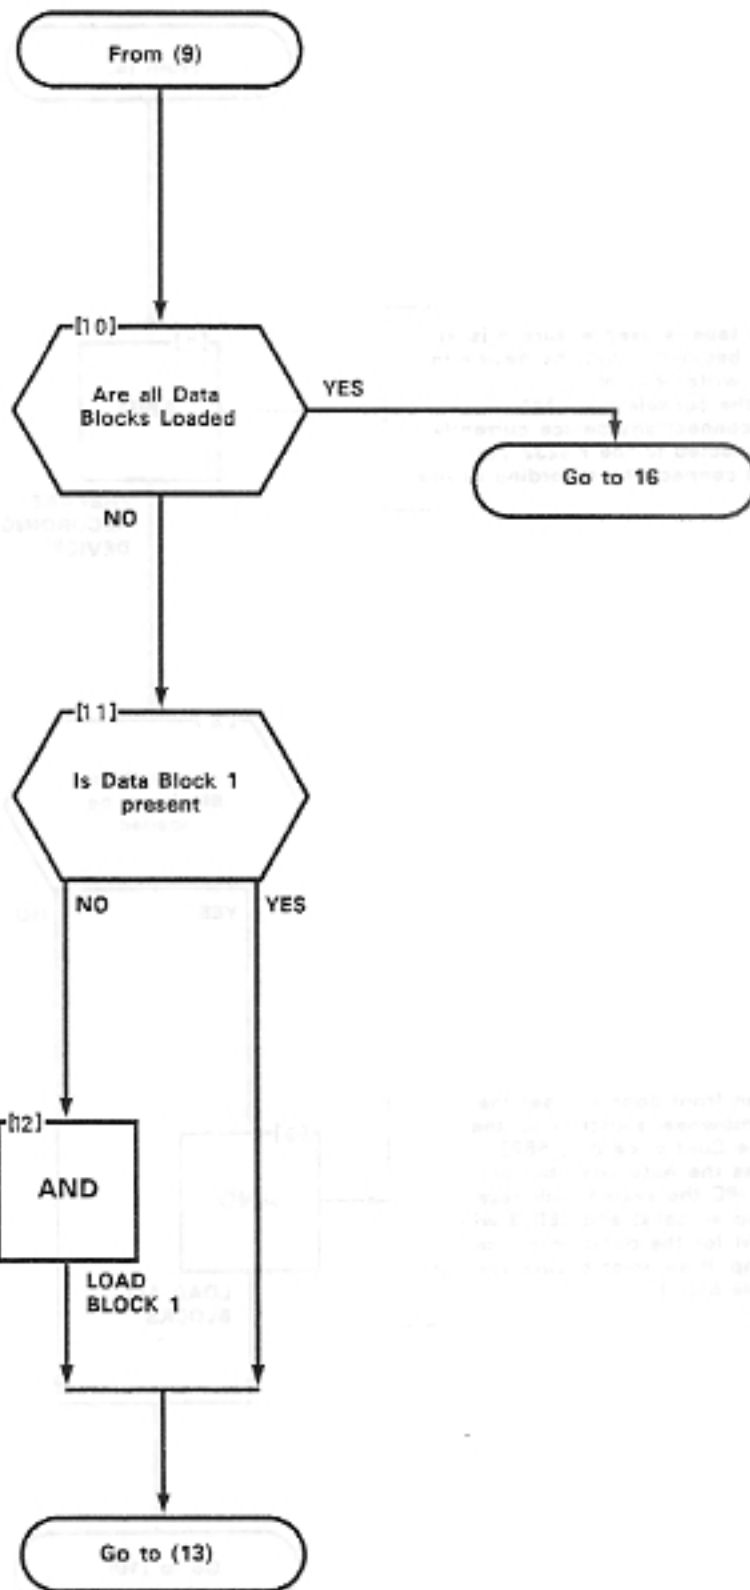 From (9)
[10]
Are all Data
Blocks Loaded
YES
Go to 16
NO
[11]
Is Data Block 1
present
NO
YES
[12]
AND
LOAD
BLOCK 1
Go to (13)